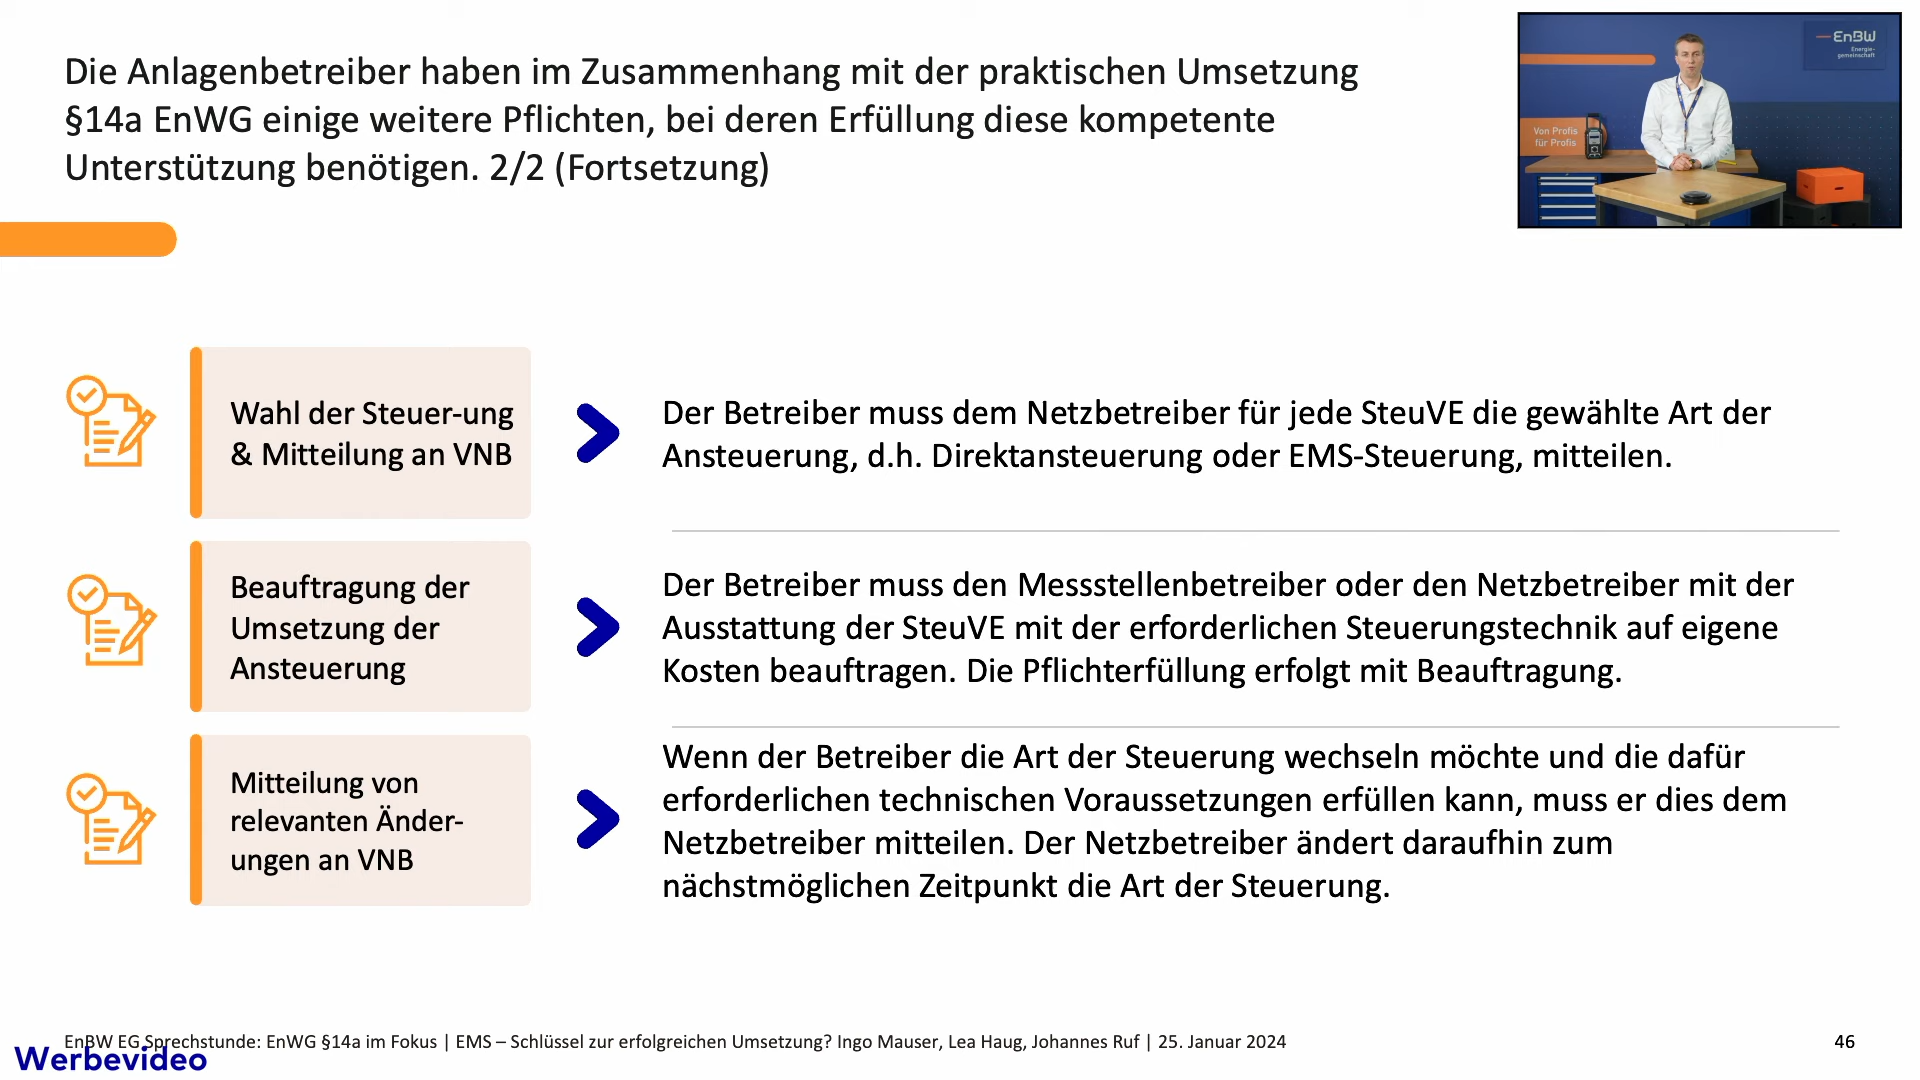 Die Anlagenbetreiber haben im Zusammenhang mit der praktischen Umsetzung
§14a EnWG einige weitere Pflichten, bei deren Erfüllung diese kompetente
Unterstützung benötigen. 2/2 (Fortsetzung)
EnBW
Energie-
gemeinschaft
Von Profis
für Profis
Wahl der Steuer-ung
& Mitteilung an VNB
Der Betreiber muss dem Netzbetreiber für jede SteuVE die gewählte Art der
Ansteuerung, d.h. Direktansteuerung oder EMS-Steuerung, mitteilen.
Beauftragung der
Umsetzung der
Ansteuerung
Der Betreiber muss den Messstellenbetreiber oder den Netzbetreiber mit der
Ausstattung der SteuVE mit der erforderlichen Steuerungstechnik auf eigene
Kosten beauftragen. Die Pflichterfüllung erfolgt mit Beauftragung.
Mitteilung von
relevanten Änder-
ungen an VNB
Wenn der Betreiber die Art der Steuerung wechseln möchte und die dafür
erforderlichen technischen Voraussetzungen erfüllen kann, muss er dies dem
Netzbetreiber mitteilen. Der Netzbetreiber ändert daraufhin zum
nächstmöglichen Zeitpunkt die Art der Steuerung.
EnBW EG Sprechstunde: EnWG §14a im Fokus | EMS – Schlüssel zur erfolgreichen Umsetzung? Ingo Mauser, Lea Haug, Johannes Ruf | 25. Januar 2024
46
Werbevideo